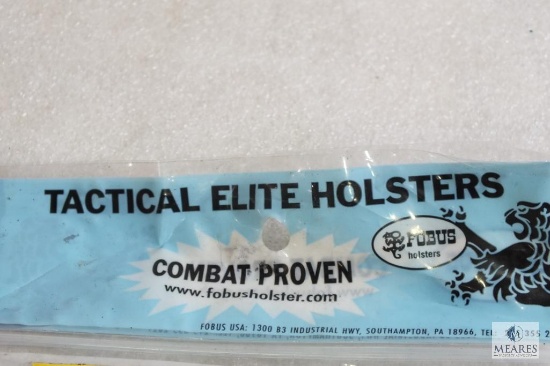 TACTICAL ELITE HOLSTERS
FOBUS
holsters
COMBAT PROVEN
www.fobusholster.com
FOBUS USA: 1300 B3 INDUSTRIAL HWY, SOUTHAMPTON, PA 18966, TEL
MEARES